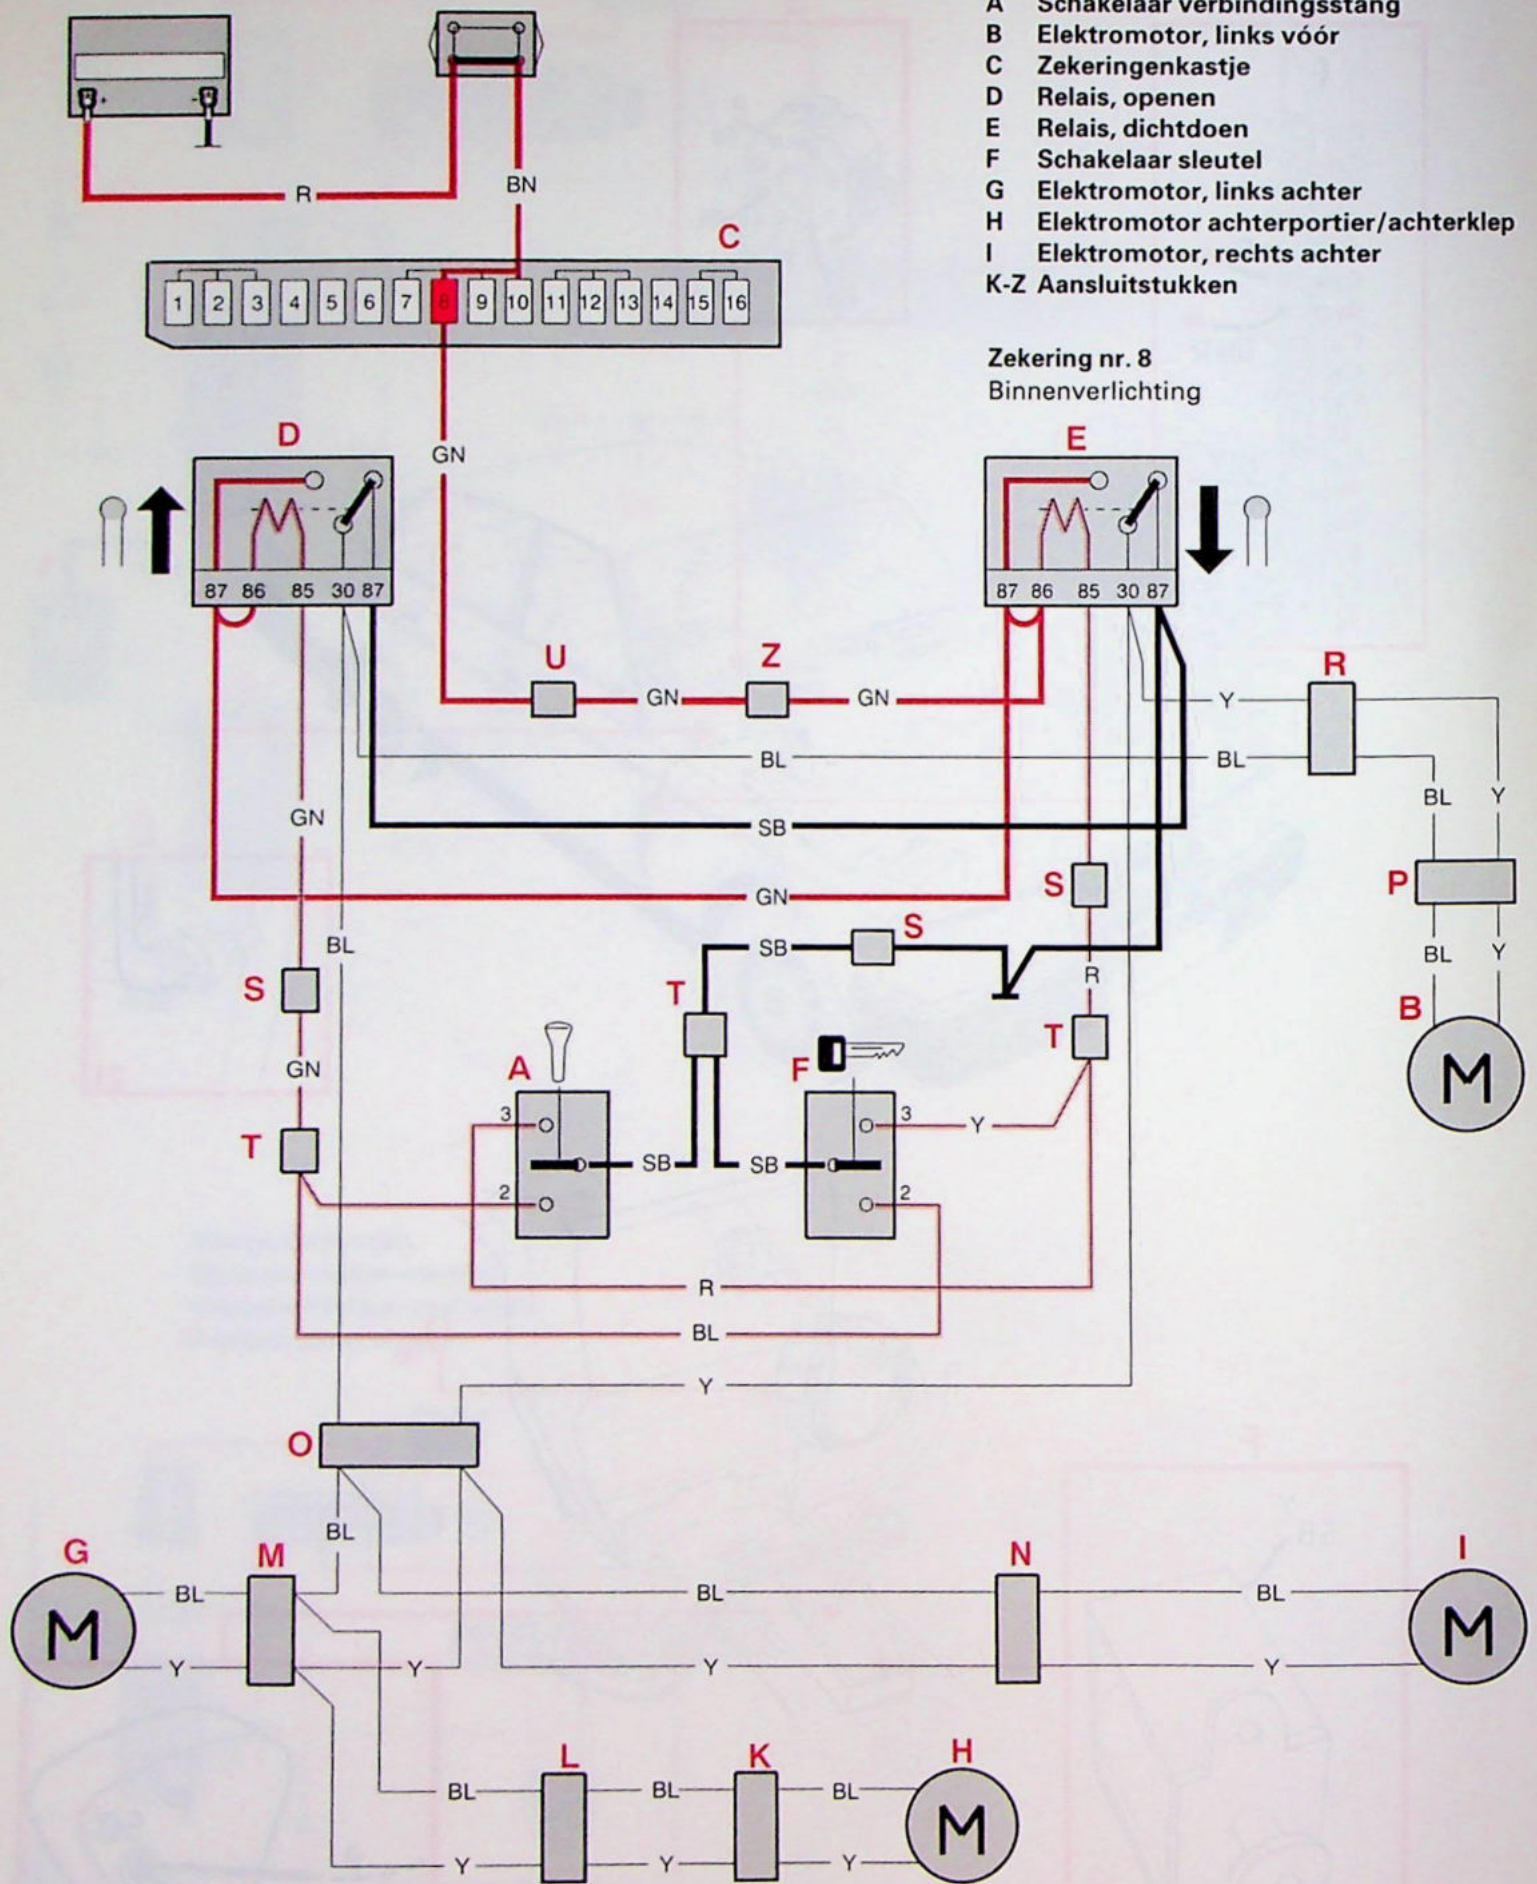 A Schakelaar verbindingsstang
B Elektromotor, links vóór
C Zekeringenkastje
D Relais, openen
E Relais, dichtdoen
F Schakelaar sleutel
G Elektromotor, links achter
H Elektromotor achterportier/achterklep
I Elektromotor, rechts achter
K-Z Aansluitstukken
Zekering nr. 8
Binnenverlichting
+ -
R
BN
C
1 2 3 4 5 6 7 8 9 10 11 12 13 14 15 16
D
GN
E
87 86 85 30 87
87 86 85 30 87
U
Z
R
GN
GN
Y
BL
BL
BL
Y
GN
SB
P
S
GN
BL
SB
S
BL
Y
R
S
T
B
T
M
A
F
GN
3
3
Y
T
SB
SB
2
2
R
BL
Y
O
BL
G
M
N
I
BL
BL
BL
M
M
Y
Y
Y
Y
L
K
H
BL
BL
BL
M
Y
Y
Y